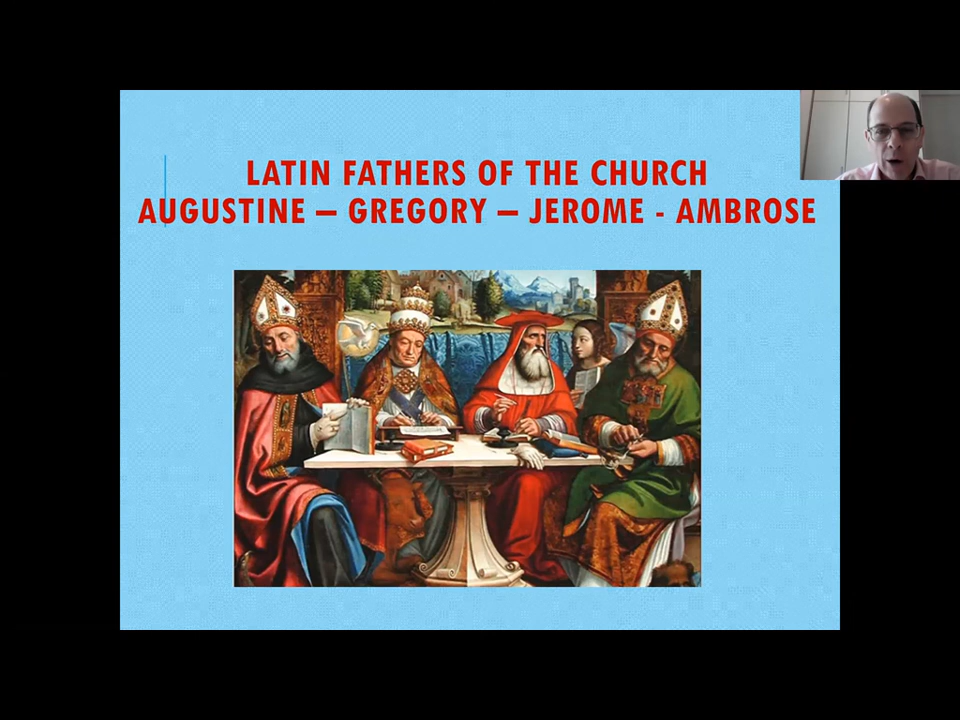 LATIN FATHERS OF THE CHURCH
AUGUSTINE – GREGORY – JEROME - AMBROSE